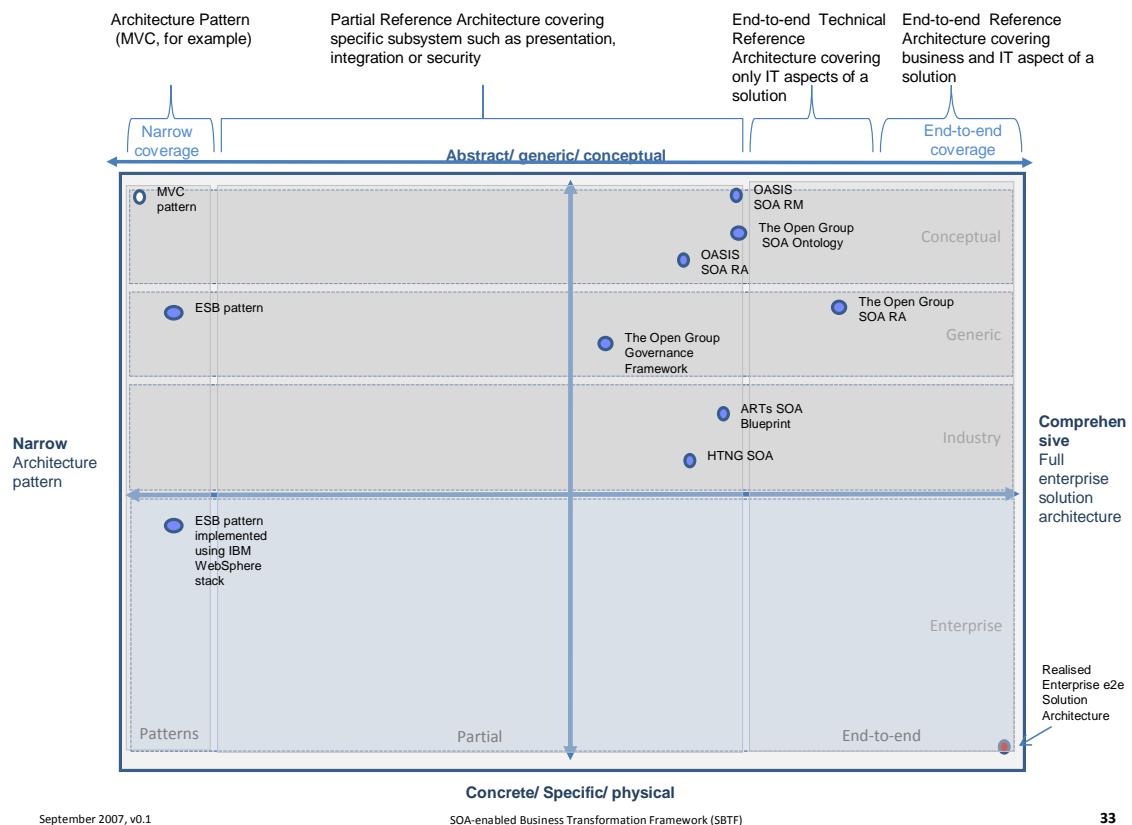 Architecture Pattern
(MVC, for example)
Partial Reference Architecture covering
specific subsystem such as presentation,
integration or security
End-to-end Technical
Reference
Architecture covering
only IT aspects of a
solution
End-to-end Reference
Architecture covering
business and IT aspect of a
solution
Narrow
coverage
End-to-end
coverage
Abstract/ generic/ conceptual
MVC
pattern
OASIS
SOA RM
The Open Group
SOA Ontology
Conceptual
OASIS
SOA RA
ESB pattern
The Open Group
SOA RA
Generic
The Open Group
Governance
Framework
ARTs SOA
Blueprint
Industry
HTNG SOA
Narrow
Architecture
pattern
Comprehen
sive
Full
enterprise
solution
architecture
ESB pattern
implemented
using IBM
WebSphere
stack
Enterprise
Realised
Enterprise e2e
Solution
Architecture
Patterns
Partial
End-to-end
Concrete/ Specific/ physical
September 2007, v0.1
SOA-enabled Business Transformation Framework (SBTF)
33